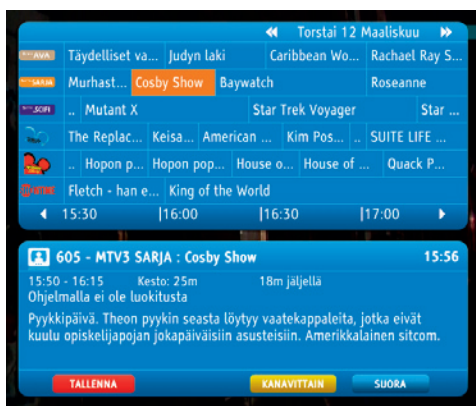 Torstai 12 Maaliskuu
AVA Täydelliset va... Judyn laki Caribbean Wo... Rachael Ray S...
SARJA Murhast... Cosby Show Baywatch Roseanne
SCIFI .. Mutant X Star Trek Voyager Star ...
The Replac... Keisa... American ... Kim Pos... .. SUITE LIFE ...
.. Hopon p... Hopon pop... House o... House of ... Quack P...
Fletch - han e... King of the World
15:30 |16:00 |16:30 |17:00
605 - MTV3 SARJA : Cosby Show 15:56
15:50 - 16:15 Kesto: 25m 18m jäljellä
Ohjelmalla ei ole luokitusta
Pyykkipäivä. Theon pyykin seasta löytyy vaatekappaleita, jotka eivät
kuulu opiskelijapojan jokapäiväisiin asusteisiin. Amerikkalainen sitcom.
TALLENNA KANAVITTAIN SUORA